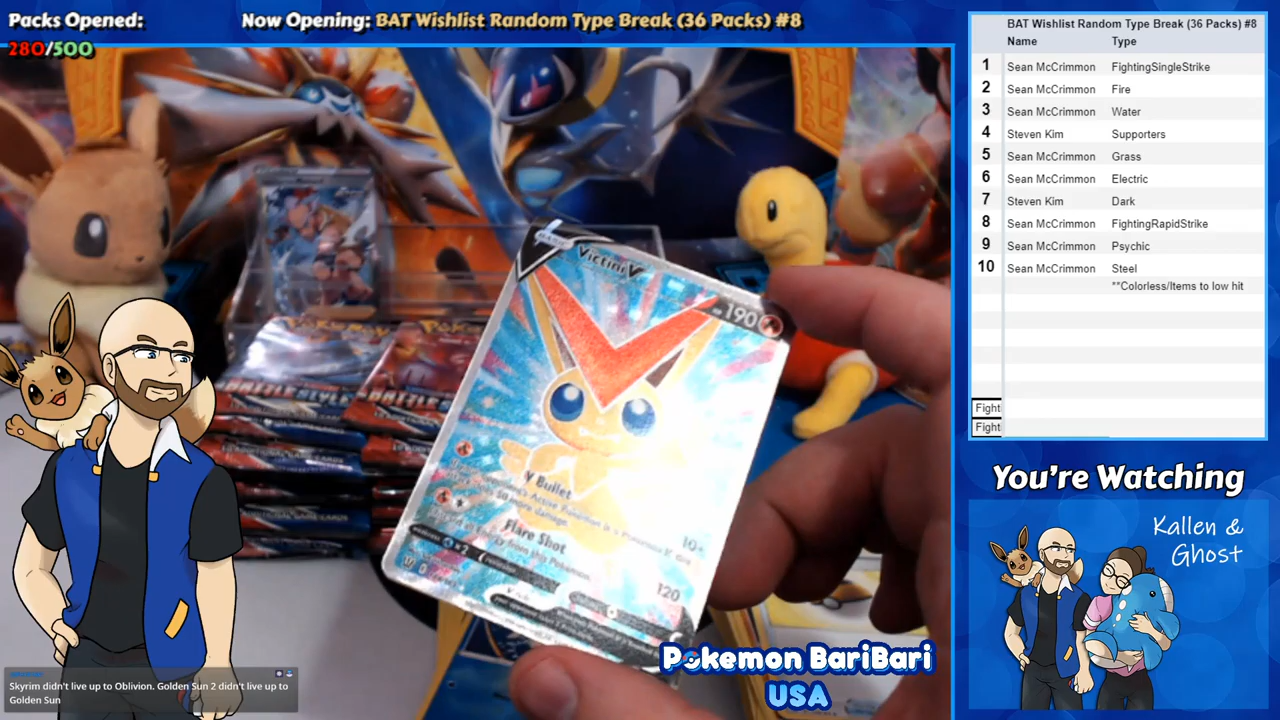 Packs Opened:
280/500
Now Opening: BAT Wishlist Random Type Break (36 Packs) #8
BAT Wishlist Random Type Break (36 Packs) #8
Name Type
1 Sean McCrimmon FightingSingleStrike
2 Sean McCrimmon Fire
3 Sean McCrimmon Water
4 Steven Kim Supporters
5 Sean McCrimmon Grass
6 Sean McCrimmon Electric
7 Steven Kim Dark
8 Sean McCrimmon FightingRapidStrike
9 Sean McCrimmon Psychic
10 Sean McCrimmon Steel
**Colorless/Items to low hit
Fight
Fight
Victini V
190
V Bullet
10+
Flare Shot
120
You're Watching
Kallen &
Ghost
Pokemon BariBari
USA
Skyrim didn't live up to Oblivion. Golden Sun 2 didn't live up to
Golden Sun